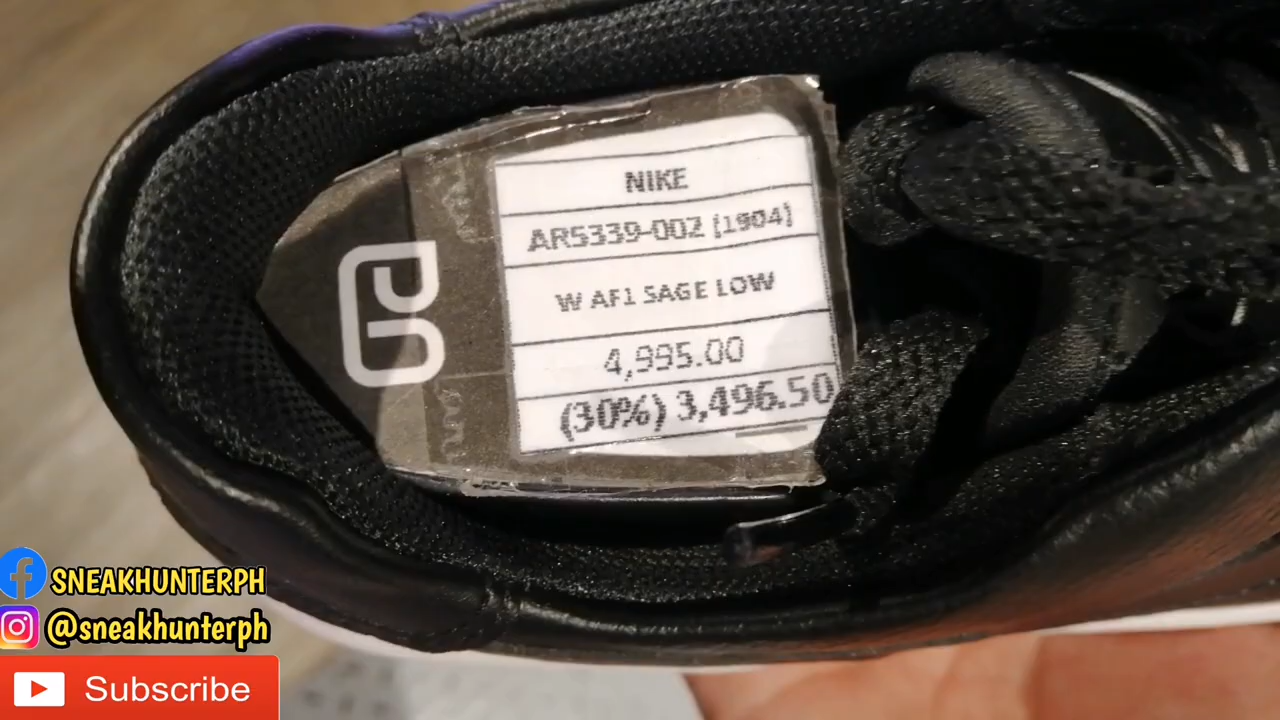 NIKE
AR5339-002 (1904)
W AF1 SAGE LOW
4,995.00
(30%) 3,496.50
SNEAKHUNTERPH
@sneakhunterph
Subscribe